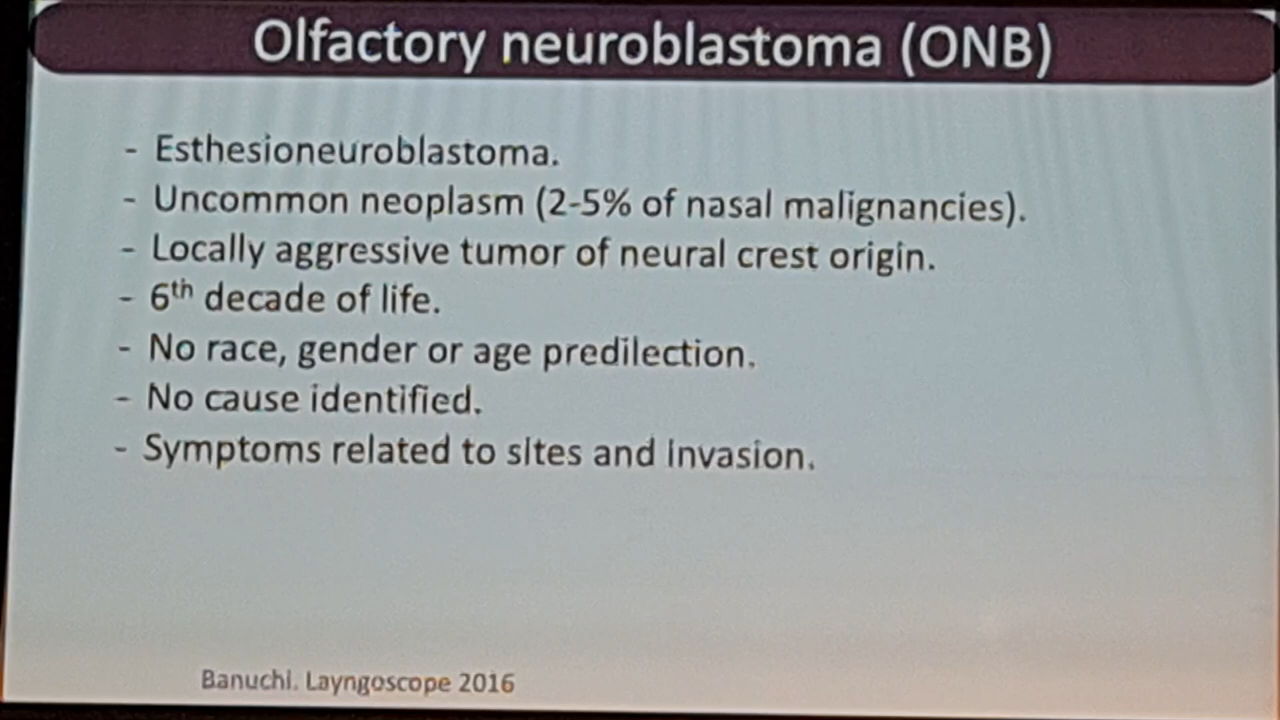 Olfactory neuroblastoma (ONB)
- Esthesioneuroblastoma.
- Uncommon neoplasm (2-5% of nasal malignancies).
- Locally aggressive tumor of neural crest origin.
- 6th decade of life.
- No race, gender or age predilection.
- No cause identified.
- Symptoms related to sites and invasion.
Banuchi. Layngoscope 2016